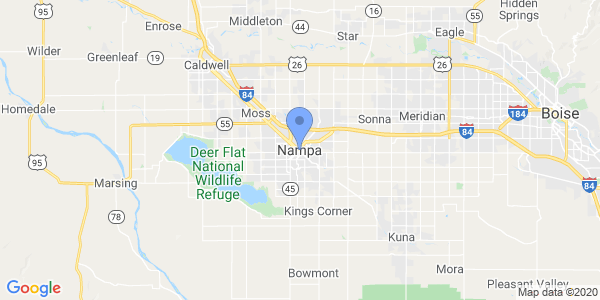 95
Enrose
Middleton
44
Star
55
Eagle
Hidden
Springs
Wilder
Greenleaf
19
Caldwell
26
26
Homedale
84
Moss
55
Sonna
Meridian
184
Boise
84
95
Marsing
Deer Flat
National
Wildlife
Refuge
Nampa
45
84
78
Kings Corner
Kuna
Bowmont
Mora
Pleasant Valley
Google
Map data ©2020